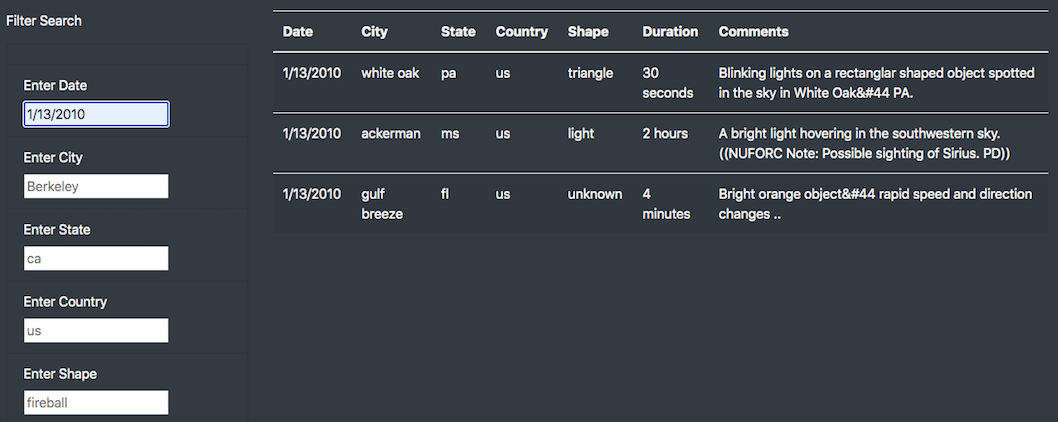 Filter Search
Enter Date
1/13/2010
Enter City
Berkeley
Enter State
ca
Enter Country
us
Enter Shape
fireball
Date City State Country Shape Duration Comments
1/13/2010 white oak pa us triangle 30 Blinking lights on a rectanglar shaped object spotted
seconds in the sky in White Oak&#44 PA.
1/13/2010 ackerman ms us light 2 hours A bright light hovering in the southwestern sky.
((NUFORC Note: Possible sighting of Sirius. PD))
1/13/2010 gulf fl us unknown 4 Bright orange object&#44 rapid speed and direction
breeze minutes changes ..